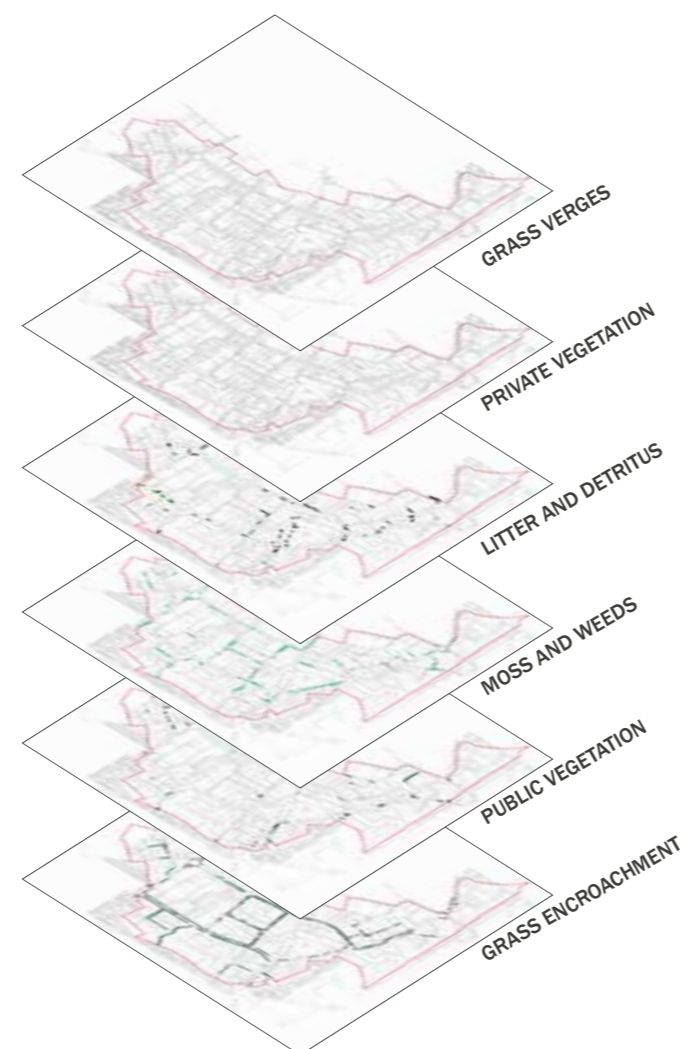 GRASS VERGES
PRIVATE VEGETATION
LITTER AND DETRITUS
MOSS AND WEEDS
PUBLIC VEGETATION
GRASS ENCROACHMENT